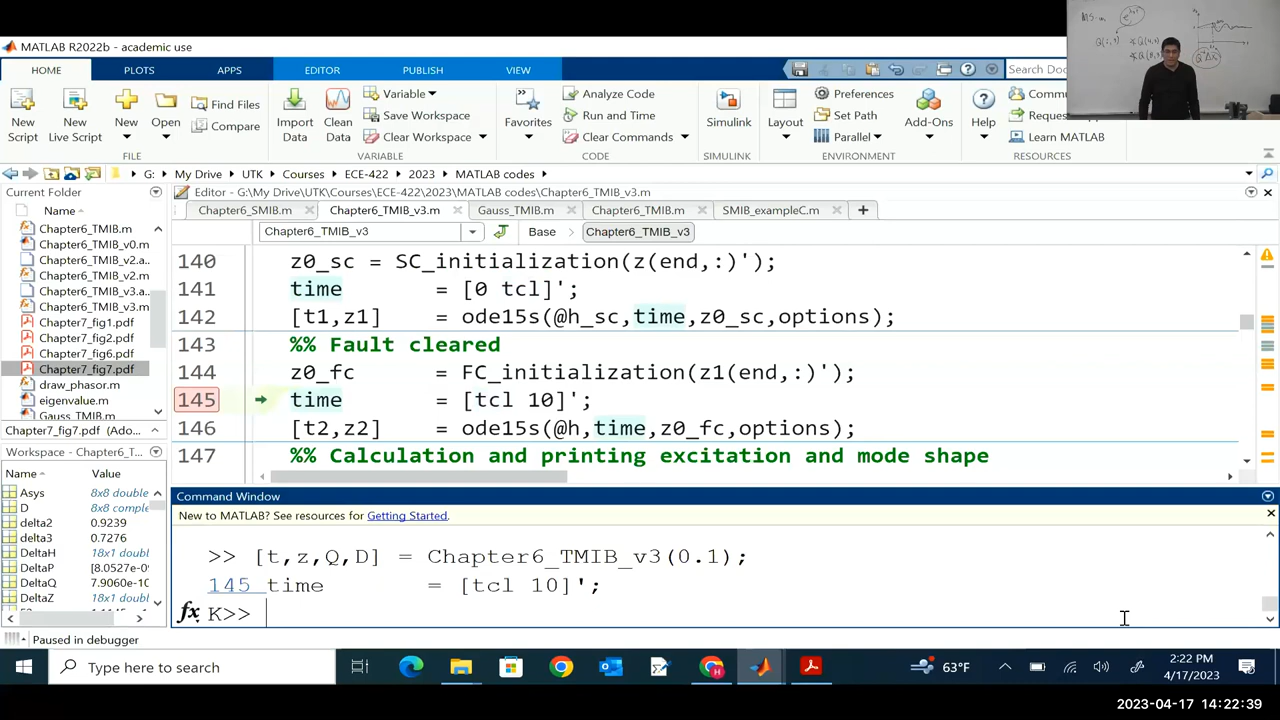 MATLAB R2022b - academic use
HOME PLOTS APPS EDITOR PUBLISH VIEW Search Doc
New Script New Live Script New Open Find Files Compare
FILE
Import Data Clean Data Variable Save Workspace Clear Workspace
VARIABLE
Favorites Analyze Code Run and Time Clear Commands
CODE
Simulink
SIMULINK
Layout Preferences Set Path Parallel Add-Ons
ENVIRONMENT
Help Learn MATLAB
RESOURCES
G: My Drive UTK Courses ECE-422 2023 MATLAB codes
Current Folder
Name
Chapter6_TMIB.m
Chapter6_TMIB_v0.m
Chapter6_TMIB_v2.a...
Chapter6_TMIB_v2.m
Chapter6_TMIB_v3.a...
Chapter6_TMIB_v3.m
Chapter7_fig1.pdf
Chapter7_fig2.pdf
Chapter7_fig6.pdf
Chapter7_fig7.pdf
draw_phasor.m
eigenvalue.m
Gauss_TMIB.m
Chapter7_fig7.pdf (Ado...
Workspace - Chapter6_T...
Name Value
Asys 8x8 double
D 8x8 comple
delta2 0.9239
delta3 0.7276
DeltaH 18x1 doubl
DeltaP [8.0527e-09
DeltaQ 7.9060e-10
DeltaZ 18x1 doubl
Editor - G:\My Drive\UTK\Courses\ECE-422\2023\MATLAB codes\Chapter6_TMIB_v3.m
Chapter6_SMIB.m Chapter6_TMIB_v3.m Gauss_TMIB.m Chapter6_TMIB.m SMIB_exampleC.m
Chapter6_TMIB_v3 Base Chapter6_TMIB_v3
140 z0_sc = SC_initialization(z(end,:)');
141 time = [0 tcl]';
142 [t1,z1] = ode15s(@h_sc,time,z0_sc,options);
143 %% Fault cleared
144 z0_fc = FC_initialization(z1(end,:)');
145 time = [tcl 10]';
146 [t2,z2] = ode15s(@h,time,z0_fc,options);
147 %% Calculation and printing excitation and mode shape
Command Window
New to MATLAB? See resources for Getting Started.
>> [t,z,Q,D] = Chapter6_TMIB_v3(0.1);
145 time = [tcl 10]';
fx K>>
Paused in debugger
Type here to search
63°F
2:22 PM
4/17/2023
2023-04-17 14:22:39